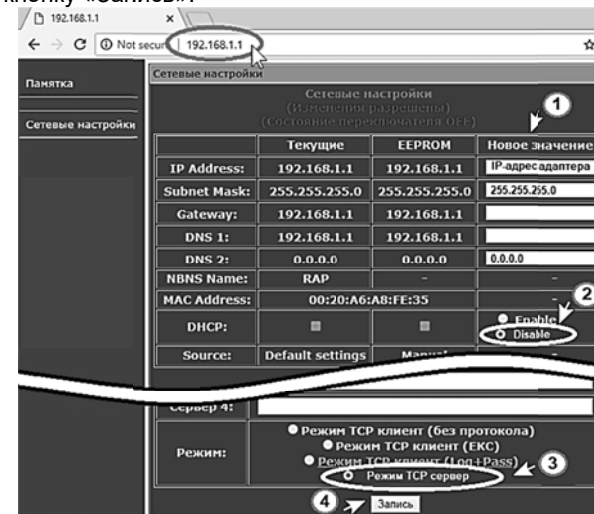 кнопку «Запись».
192.168.1.1
Not secure 192.168.1.1
Памятка
Сетевые настройки
Сетевые настройки
Сетевые настройки
(Изменения разрешены)
(Состояние переключателя OFF)
1
Текущие EEPROM Новое значение
IP Address: 192.168.1.1 192.168.1.1 IP-адрес адаптера
Subnet Mask: 255.255.255.0 255.255.255.0 255.255.255.0
Gateway: 192.168.1.1 192.168.1.1
DNS 1: 192.168.1.1 192.168.1.1
DNS 2: 0.0.0.0 0.0.0.0 0.0.0.0
NBNS Name: RAP – –
MAC Address: 00:20:A6:A8:FE:35 –
2
DHCP: Enable
Disable
Source: Default settings Manual –
Сервер 4:
Режим: Режим TCP клиент (без протокола)
Режим TCP клиент (EKC)
Режим TCP клиент (Log+Pass)
3
Режим TCP сервер
4 Запись